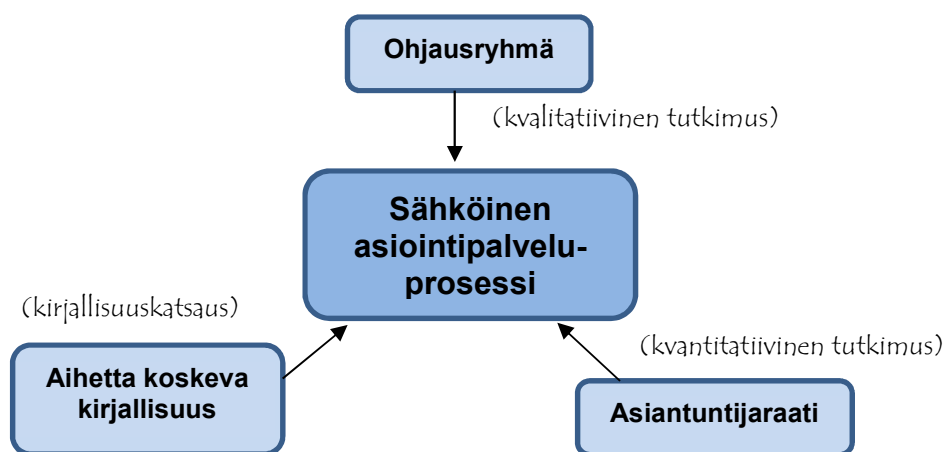 Ohjausryhmä
(kvalitatiivinen tutkimus)
Sähköinen
asiointipalvelu-
prosessi
(kirjallisuuskatsaus)
(kvantitatiivinen tutkimus)
Aihetta koskeva
kirjallisuus
Asiantuntijaraati